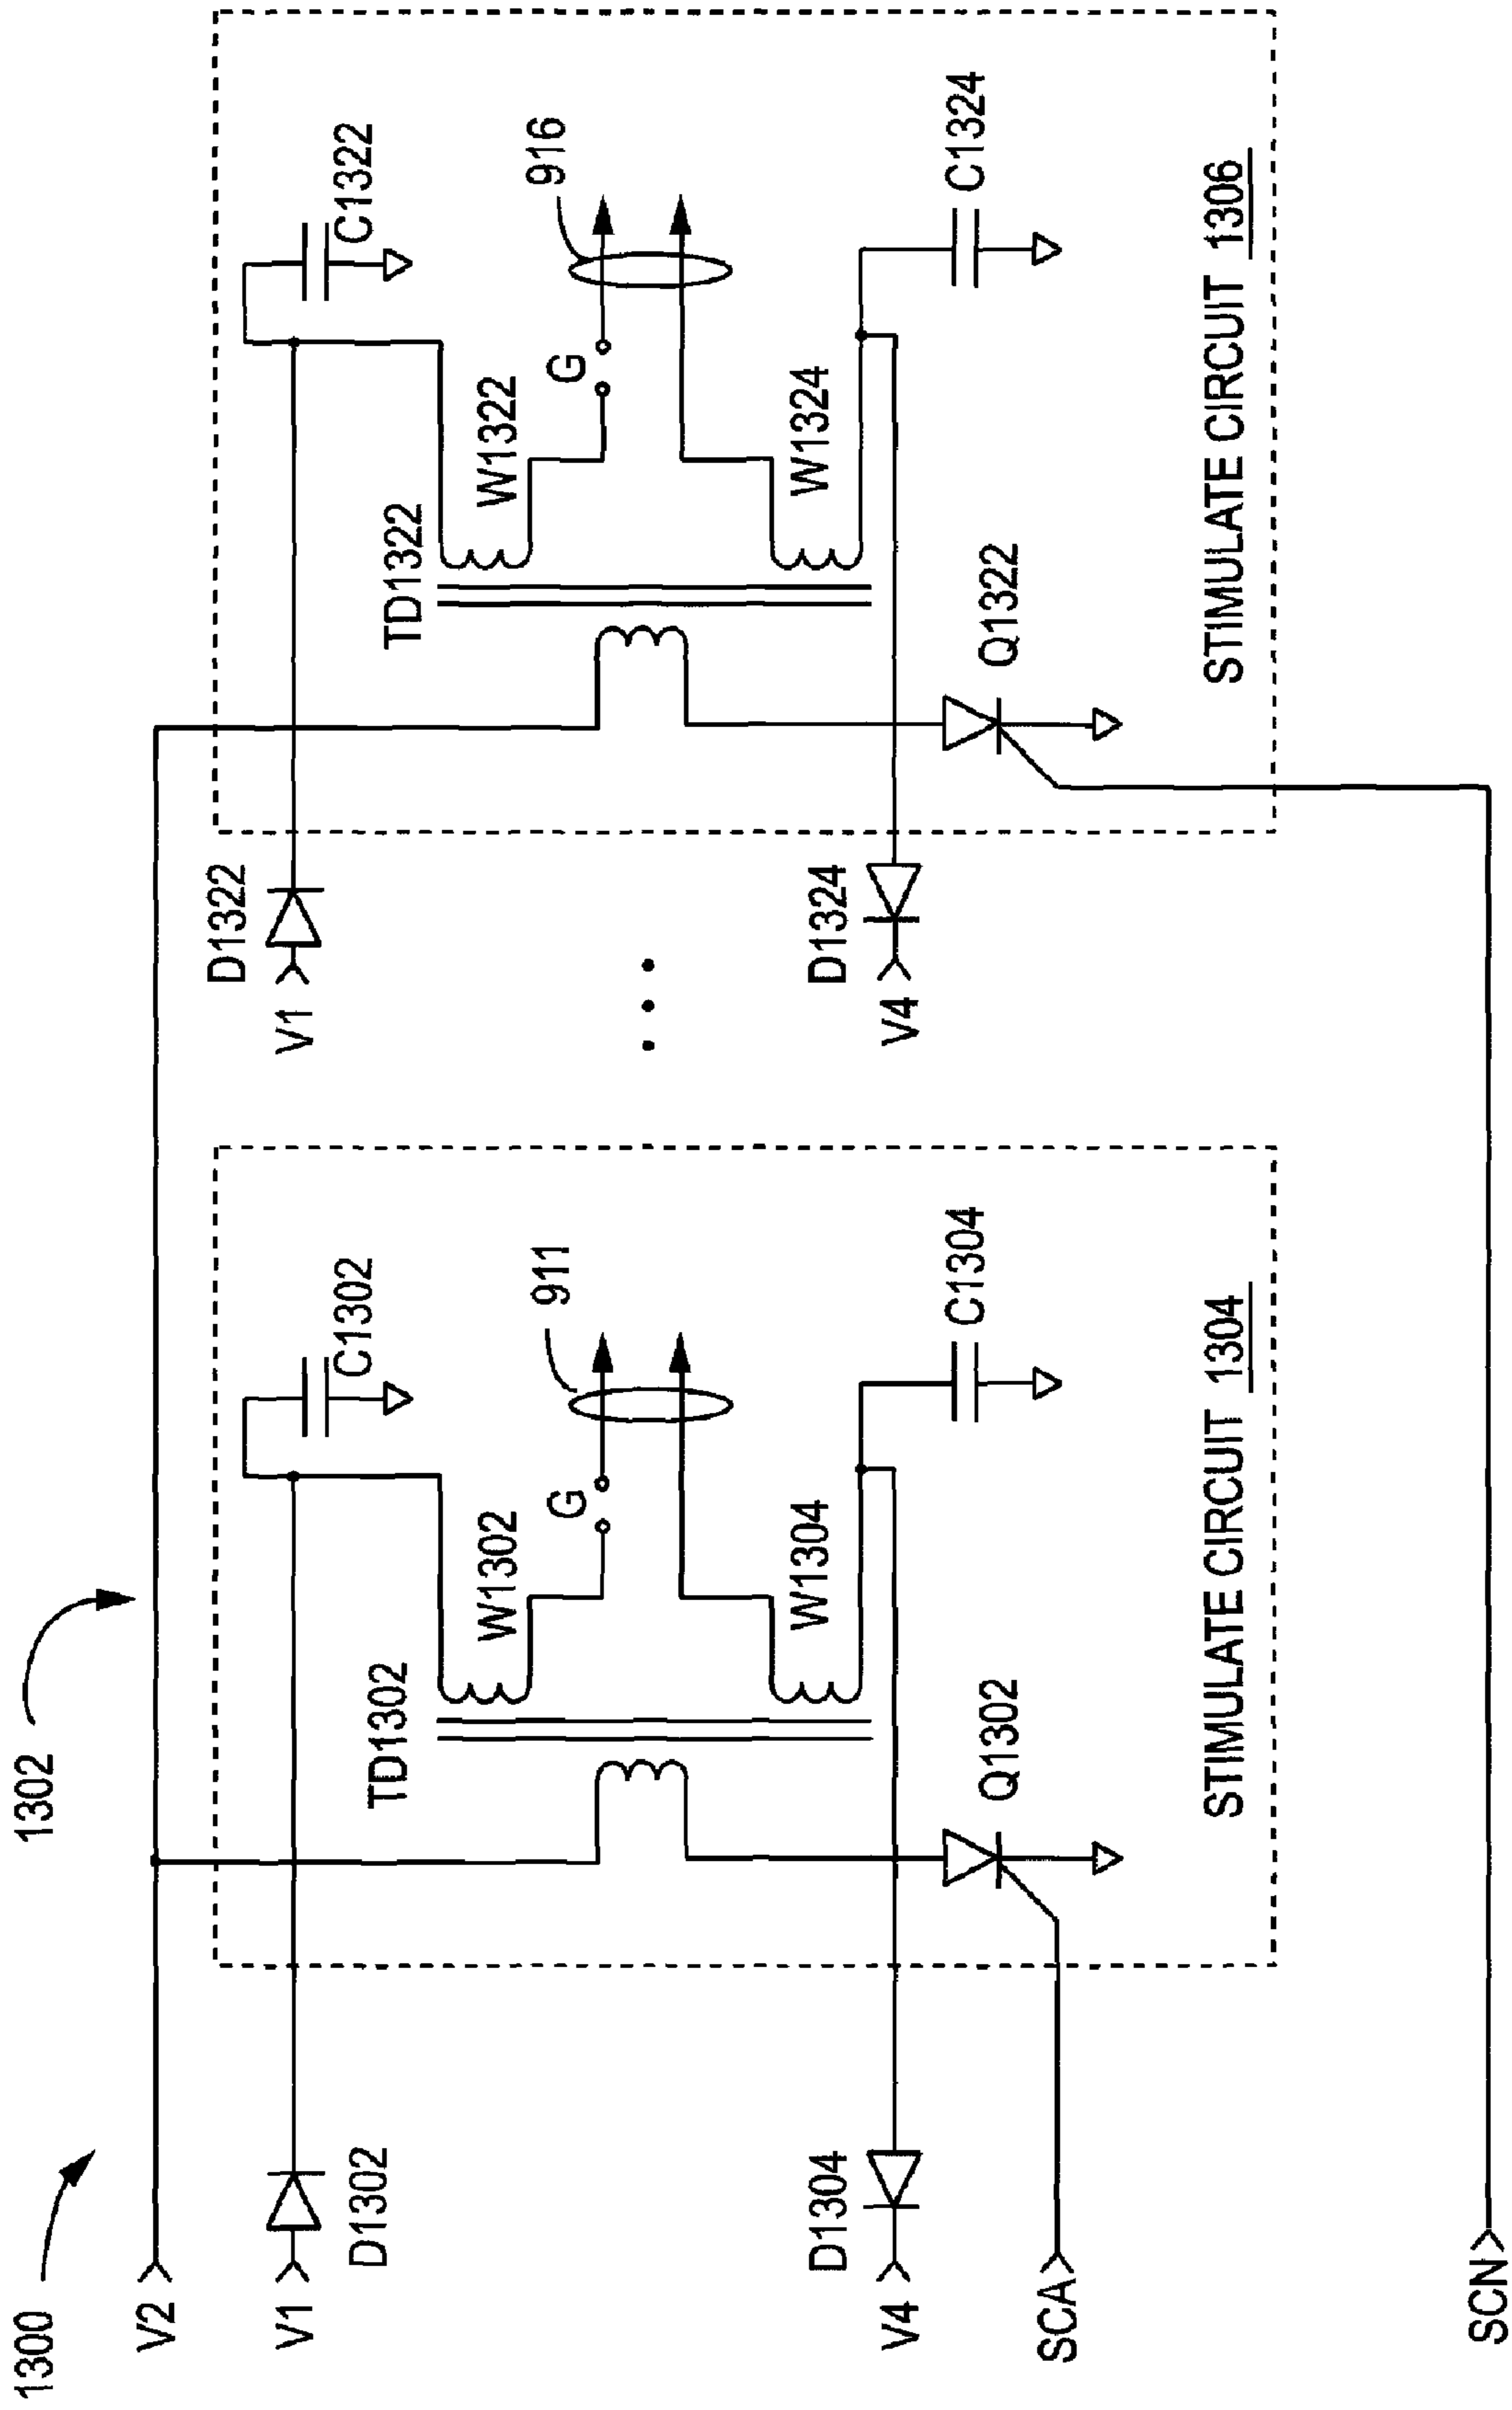 1300
1302
V2
V1
D1302
TD1302
W1302
C1302
G
911
W1304
C1304
V4
D1304
Q1302
SCA
STIMULATE CIRCUIT 1304
V1
D1322
TD1322
W1322
C1322
G
916
W1324
C1324
V4
D1324
Q1322
STIMULATE CIRCUIT 1306
SCN